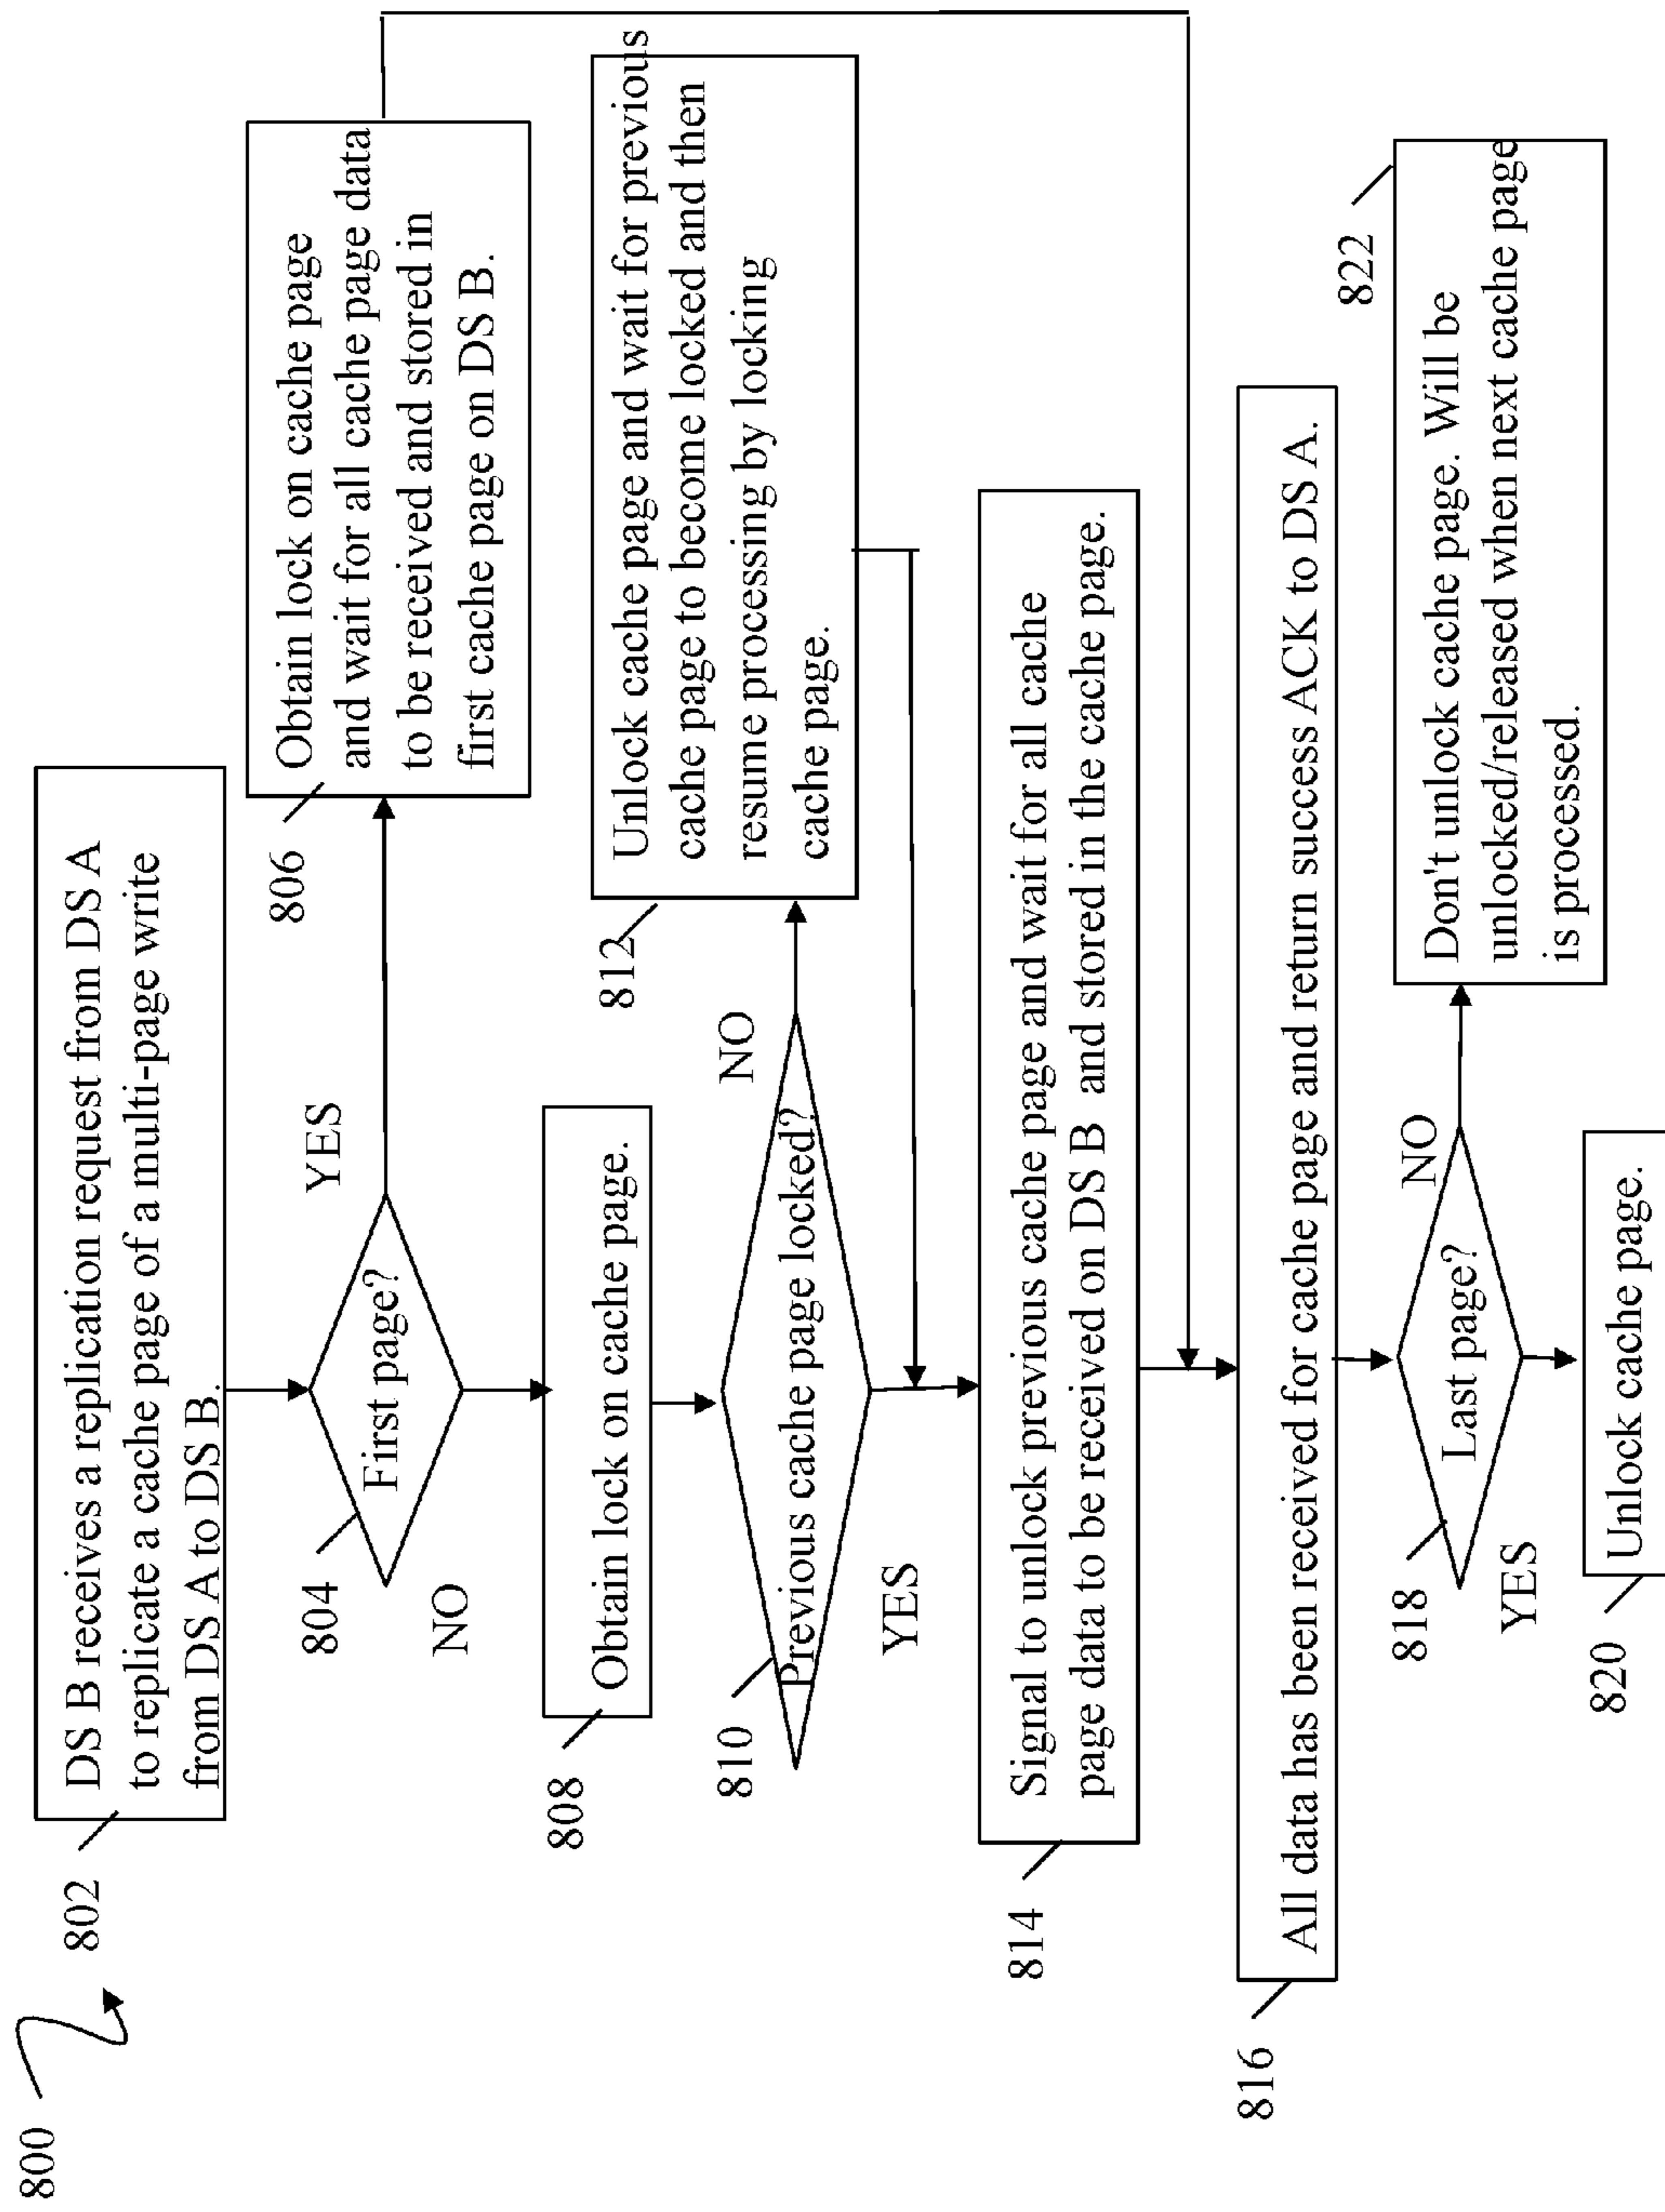 800
802
DS B receives a replication request from DS A
to replicate a cache page of a multi-page write
from DS A to DS B.
804
First page?
YES
NO
806
Obtain lock on cache page
and wait for all cache page data
to be received and stored in
first cache page on DS B.
808
Obtain lock on cache page.
810
Previous cache page locked?
NO
YES
812
Unlock cache page and wait for previous
cache page to become locked and then
resume processing by locking
cache page.
814
Signal to unlock previous cache page and wait for all cache
page data to be received on DS B and stored in the cache page.
816
All data has been received for cache page and return success ACK to DS A.
818
Last page?
NO
YES
822
Don't unlock cache page. Will be
unlocked/released when next cache page
is processed.
820
Unlock cache page.